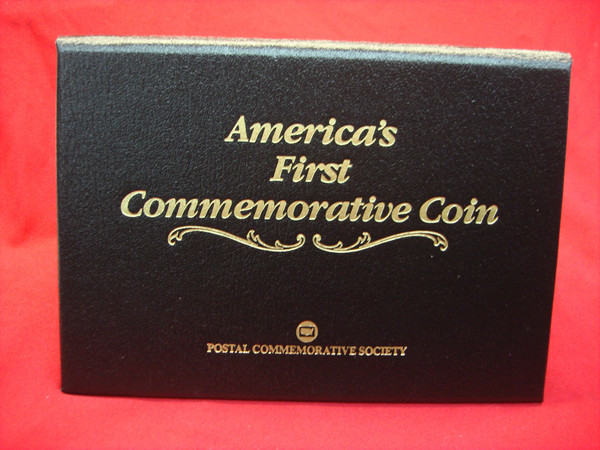 America's
First
Commemorative Coin
POSTAL COMMEMORATIVE SOCIETY